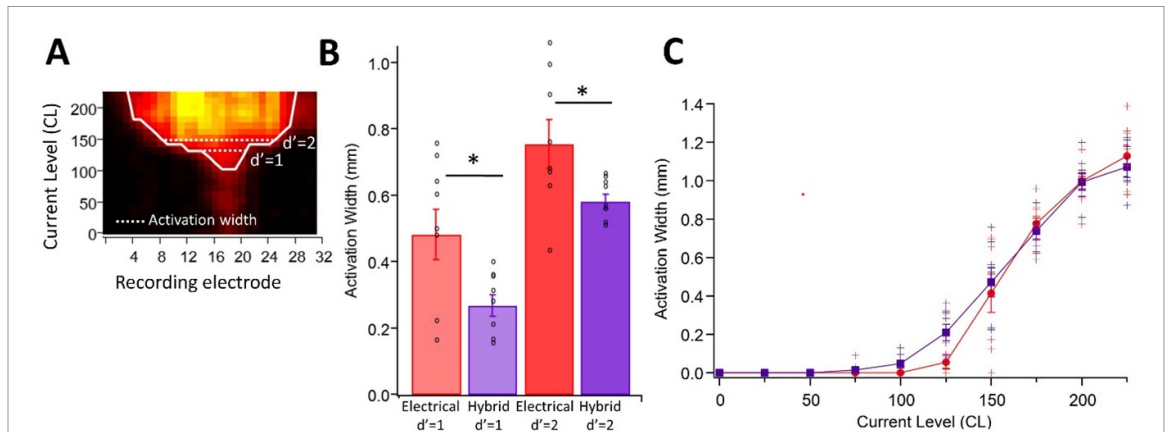 A
Current Level (CL)
200
150
100
50
0
d'=2
d'=1
Activation width
4 8 12 16 20 24 28 32
Recording electrode
B
Activation Width (mm)
1.0
0.8
0.6
0.4
0.2
0.0
*
*
Electrical Hybrid Electrical Hybrid
d'=1 d'=1 d'=2 d'=2
C
Activation Width (mm)
1.4
1.2
1.0
0.8
0.6
0.4
0.2
0.0
0 50 100 150 200
Current Level (CL)